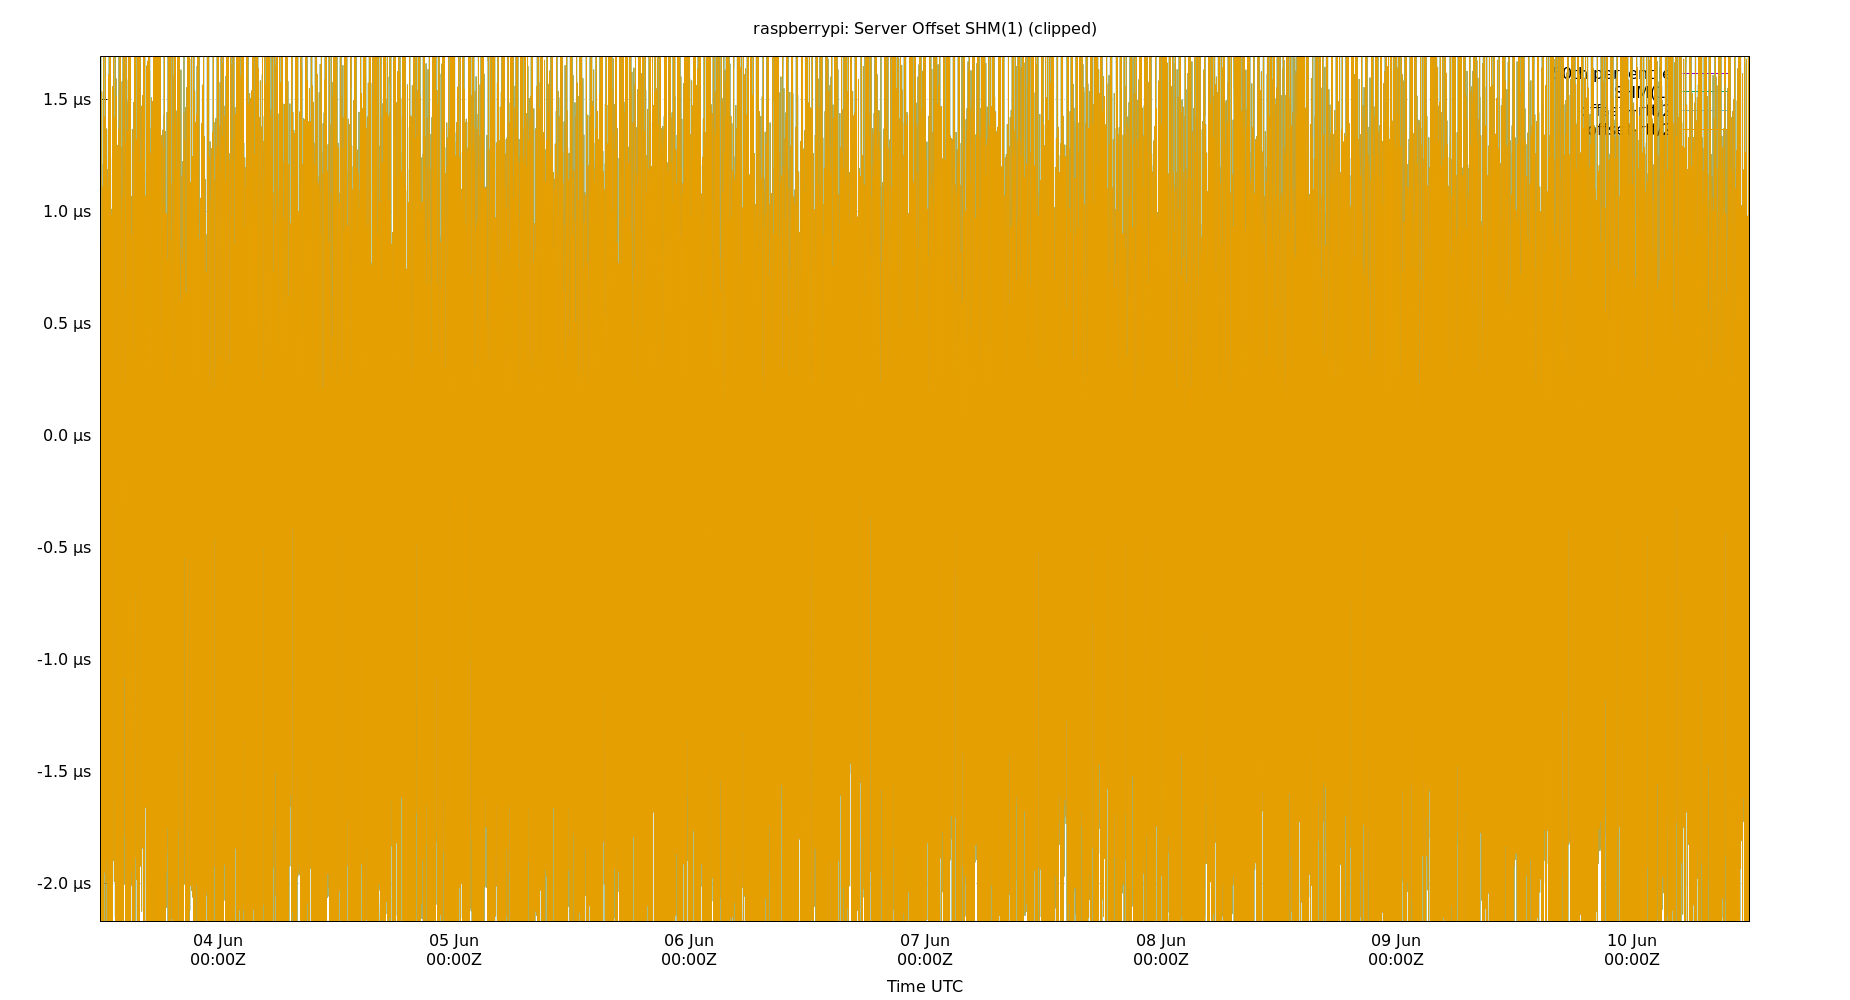 raspberrypi: Server Offset SHM(1) (clipped)
1.5 µs
1.0 µs
0.5 µs
0.0 µs
-0.5 µs
-1.0 µs
-1.5 µs
-2.0 µs
04 Jun 05 Jun 06 Jun 07 Jun 08 Jun 09 Jun 10 Jun
00:00Z 00:00Z 00:00Z 00:00Z 00:00Z 00:00Z 00:00Z
Time UTC